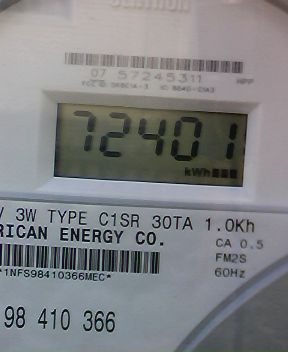 07 57245311
72401
kWh
V 3W TYPE C1SR 30TA 1.0Kh
RICAN ENERGY CO.
CA 0.5
FM2S
60Hz
*1NFS98410366MEC*
98 410 366